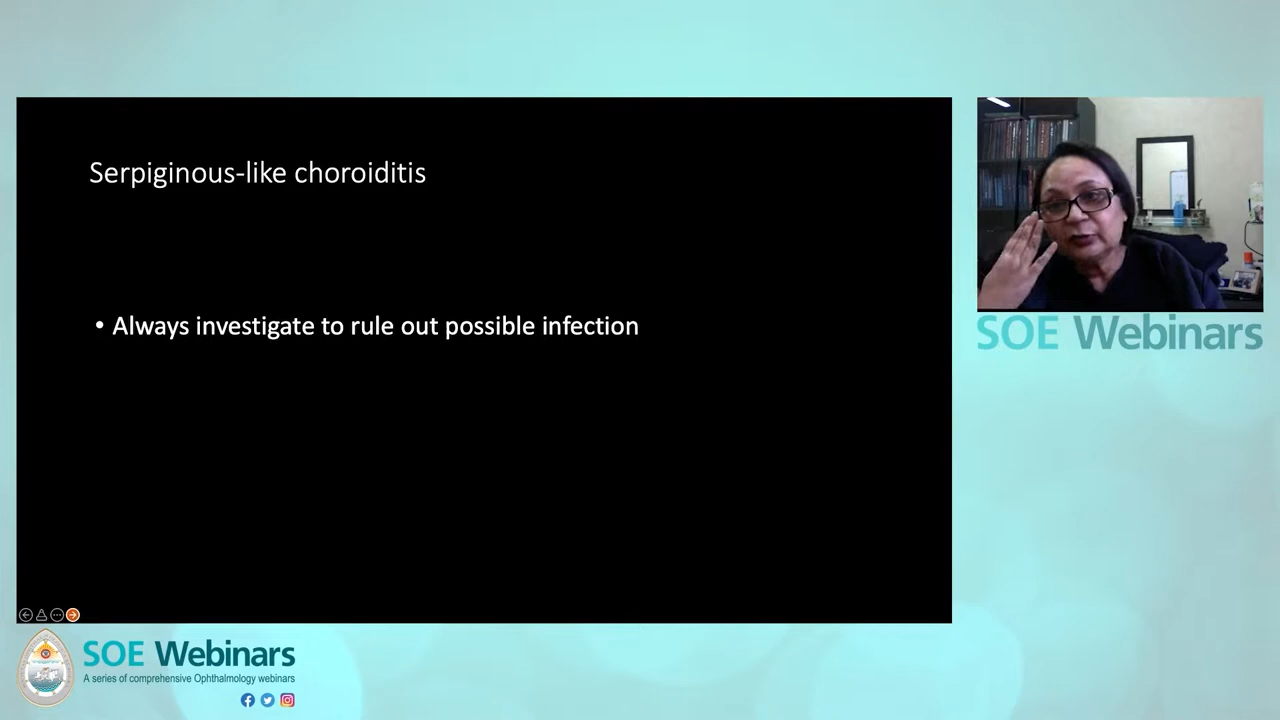 Serpiginous-like choroiditis
• Always investigate to rule out possible infection
SOE Webinars
SOE Webinars
A series of comprehensive Ophthalmology webinars